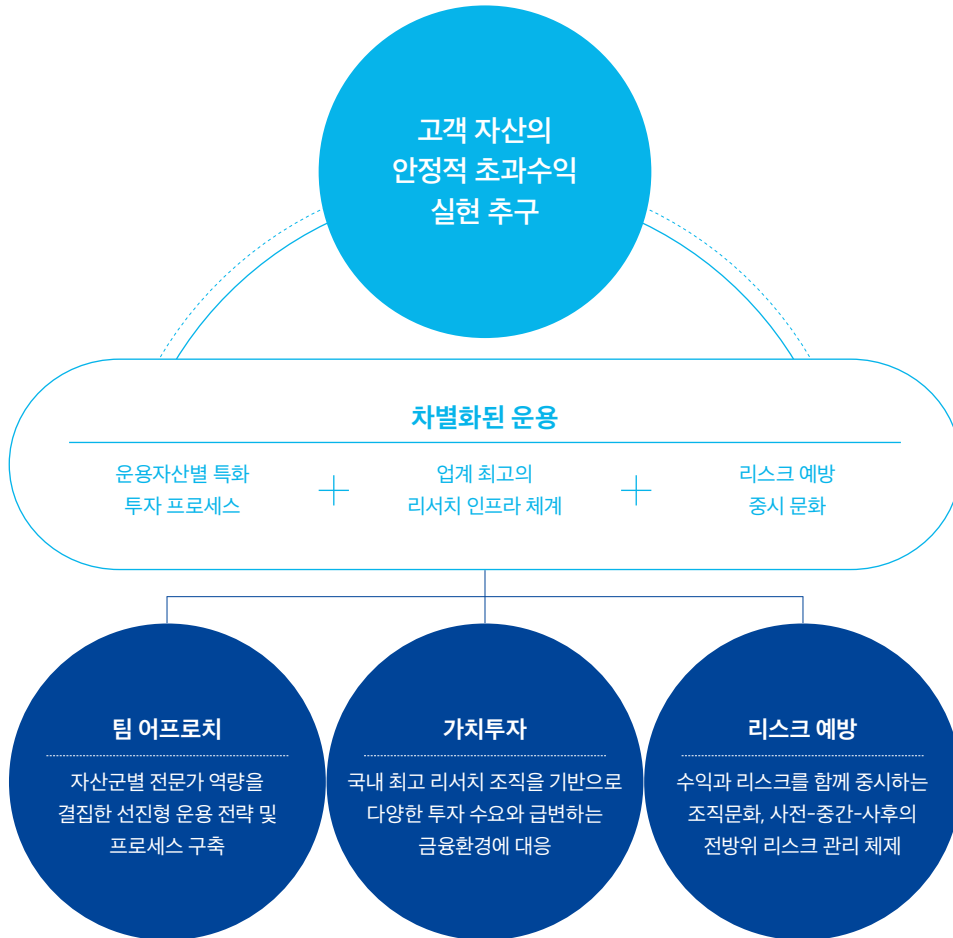 고객 자산의
안정적 초과수익
실현 추구
차별화된 운용
운용자산별 특화
투자 프로세스
업계 최고의
리서치 인프라 체계
리스크 예방
중시 문화
팀 어프로치
자산군별 전문가 역량을
결집한 선진형 운용 전략 및
프로세스 구축
가치투자
국내 최고 리서치 조직을 기반으로
다양한 투자 수요와 급변하는
금융환경에 대응
리스크 예방
수익과 리스크를 함께 중시하는
조직문화, 사전-중간-사후의
전방위 리스크 관리 체제